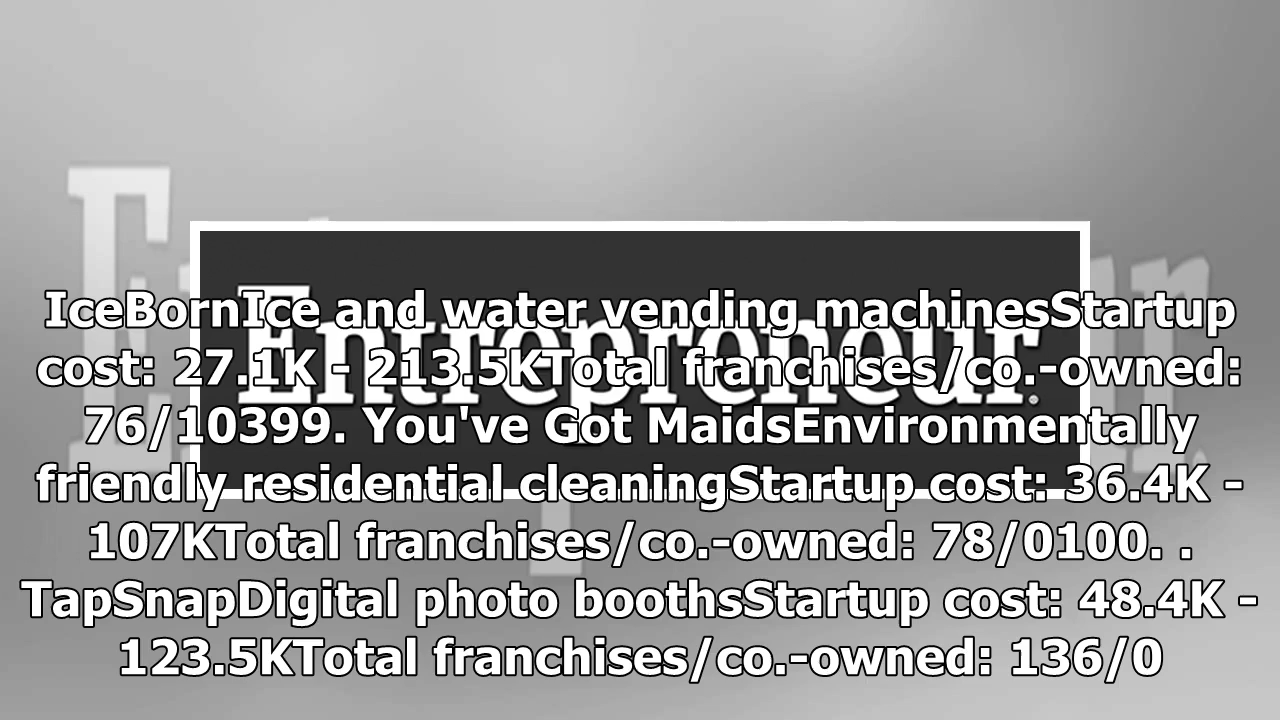 Entrepreneur®
IceBornIce and water vending machinesStartup
cost: 27.1K - 213.5KTotal franchises/co.-owned:
76/10399. You've Got MaidsEnvironmentally
friendly residential cleaningStartup cost: 36.4K -
107KTotal franchises/co.-owned: 78/0100. .
TapSnapDigital photo boothsStartup cost: 48.4K -
123.5KTotal franchises/co.-owned: 136/0